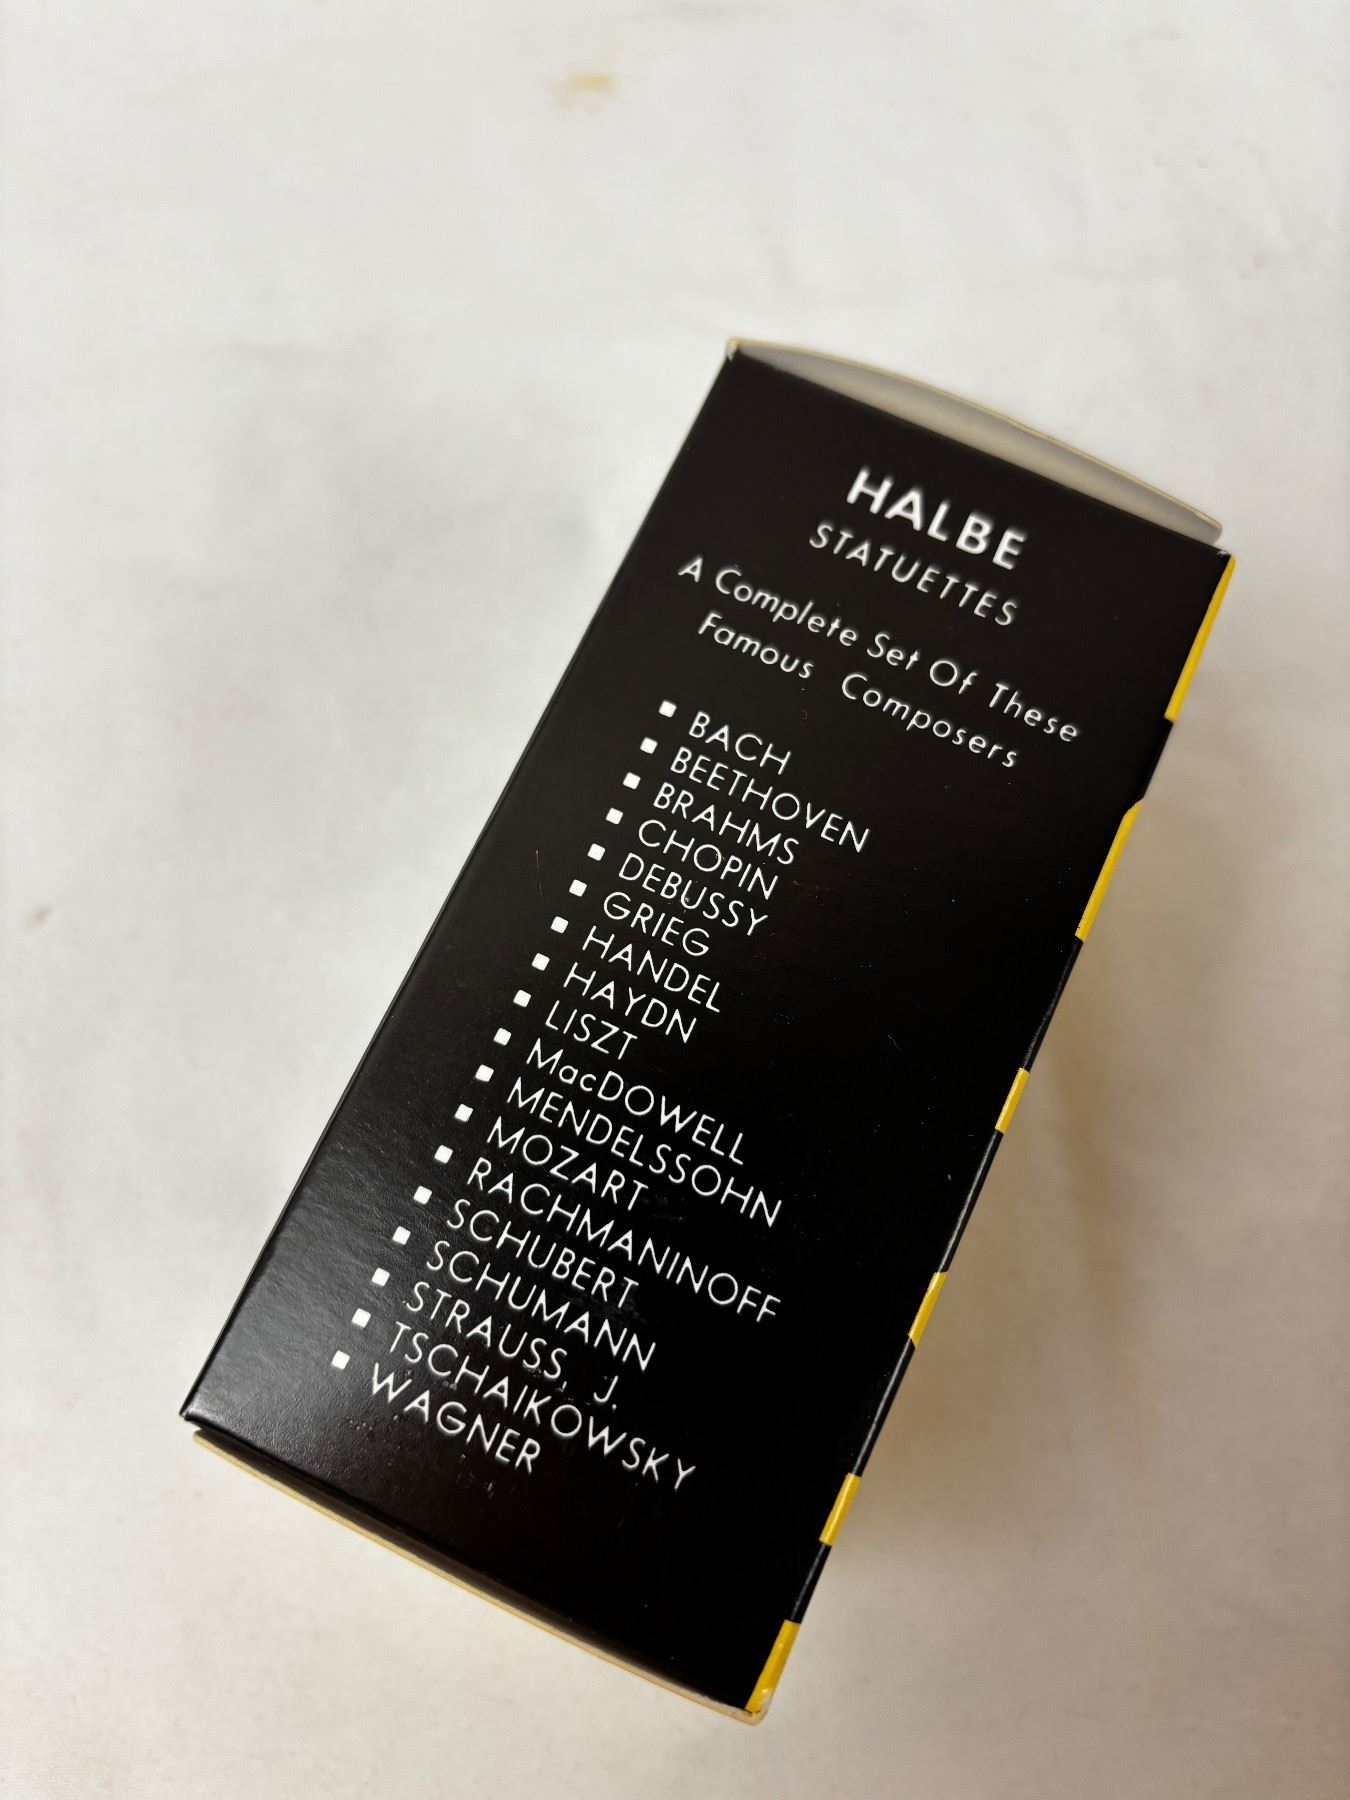 HALBE
STATUETTES
A Complete Set Of These
Famous Composers
▪ BACH
▪ BEETHOVEN
▪ BRAHMS
▪ CHOPIN
▪ DEBUSSY
▪ GRIEG
▪ HANDEL
▪ HAYDN
▪ LISZT
▪ MacDOWELL
▪ MENDELSSOHN
▪ MOZART
▪ RACHMANINOFF
▪ SCHUBERT
▪ SCHUMANN
▪ STRAUSS, J.
▪ TSCHAIKOWSKY
▪ WAGNER